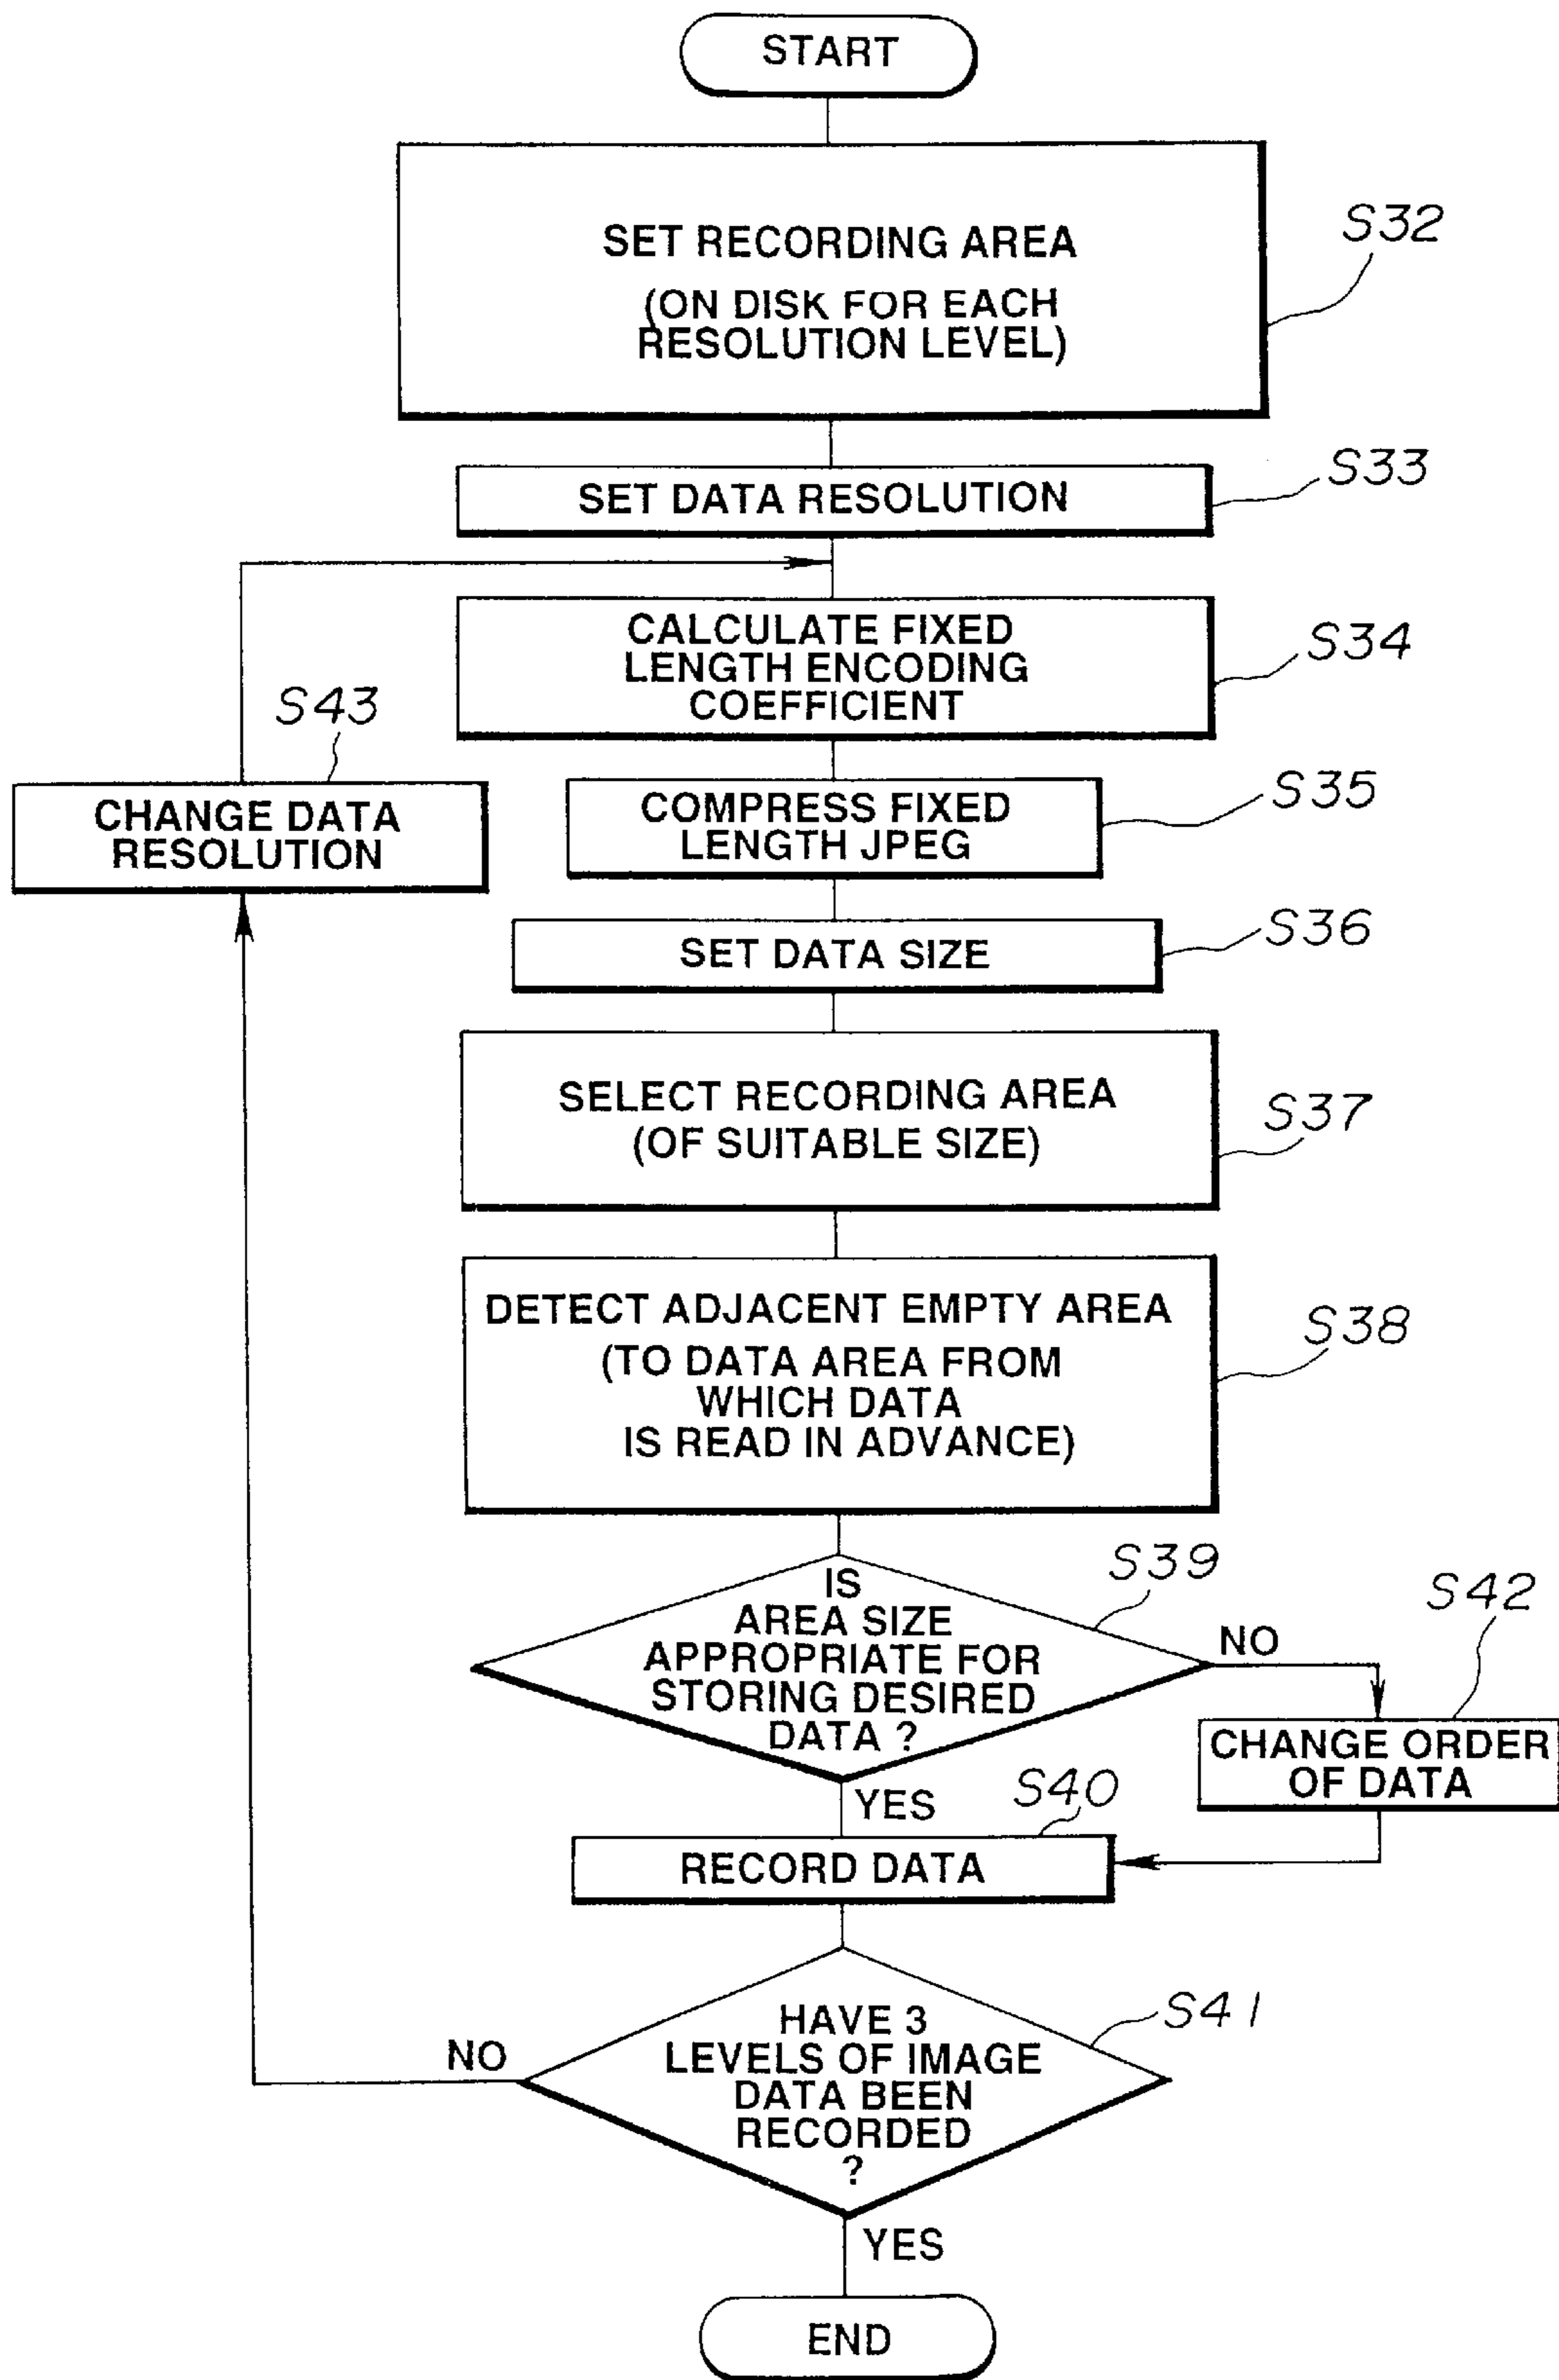 START
SET RECORDING AREA
(ON DISK FOR EACH
RESOLUTION LEVEL)
S32
SET DATA RESOLUTION
S33
CALCULATE FIXED
LENGTH ENCODING
COEFFICIENT
S34
S43
CHANGE DATA
RESOLUTION
COMPRESS FIXED
LENGTH JPEG
S35
SET DATA SIZE
S36
SELECT RECORDING AREA
(OF SUITABLE SIZE)
S37
DETECT ADJACENT EMPTY AREA
(TO DATA AREA FROM
WHICH DATA
IS READ IN ADVANCE)
S38
IS
AREA SIZE
APPROPRIATE FOR
STORING DESIRED
DATA ?
S39
NO
S42
CHANGE ORDER
OF DATA
YES
S40
RECORD DATA
HAVE 3
LEVELS OF IMAGE
DATA BEEN
RECORDED
?
S41
NO
YES
END